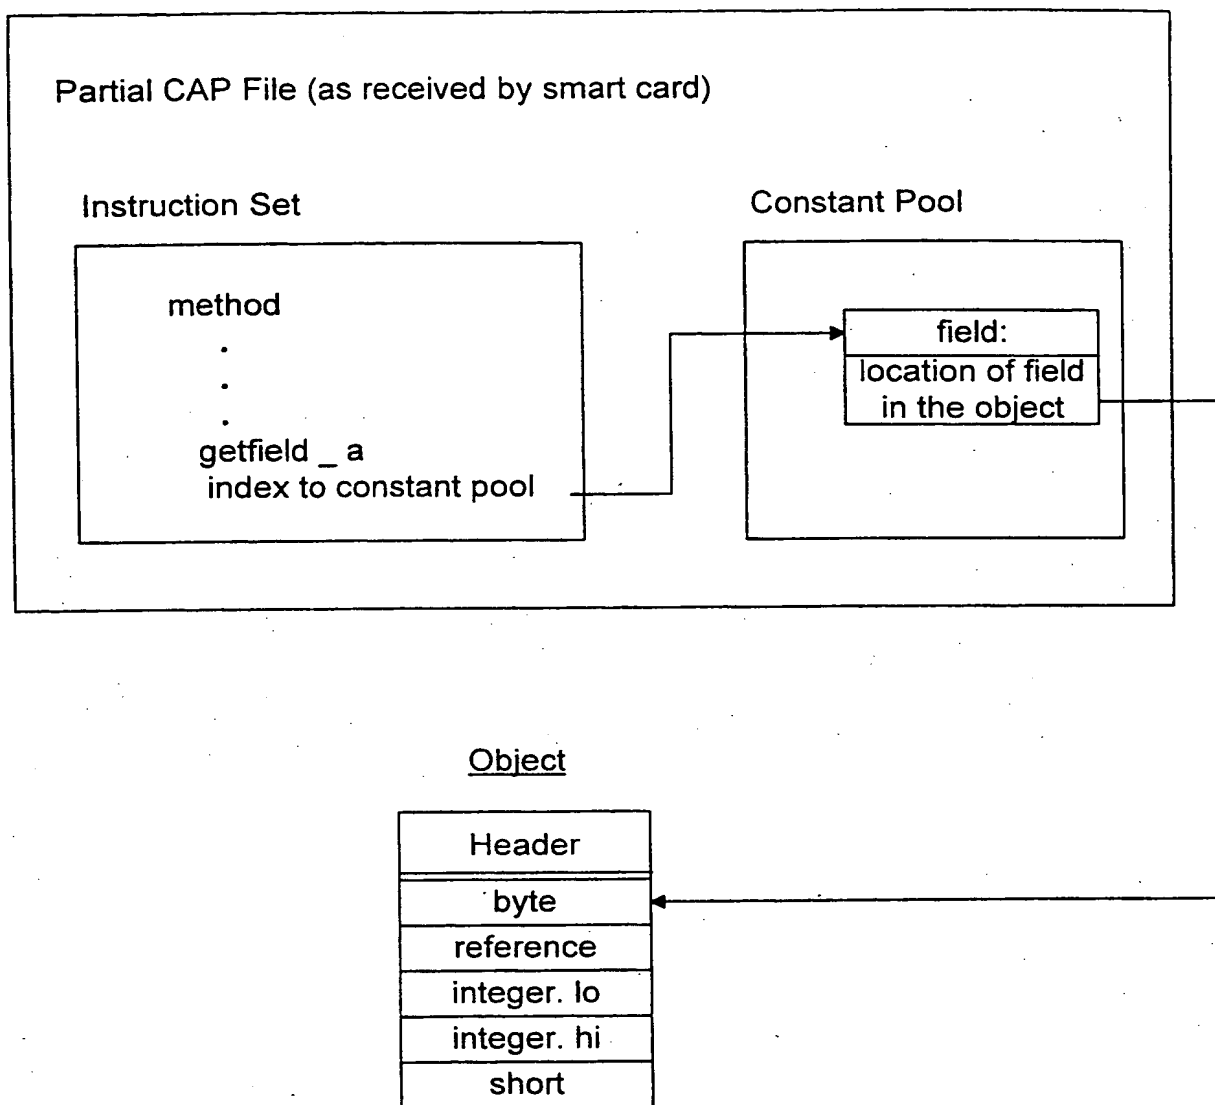 Partial CAP File (as received by smart card)
Instruction Set
Constant Pool
method
.
.
.
getfield _ a
index to constant pool
field:
location of field
in the object
Object
Header
byte
reference
integer. lo
integer. hi
short